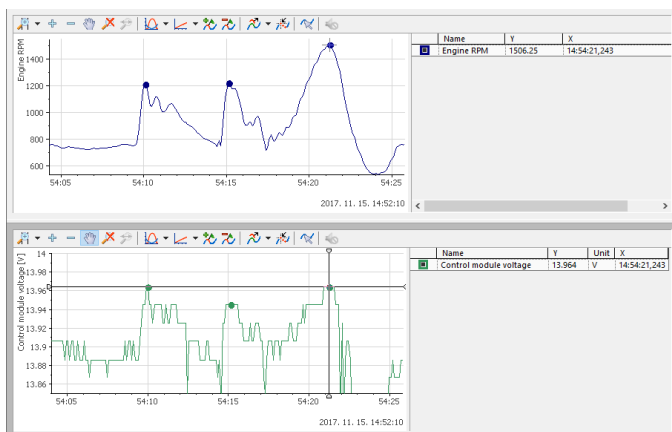 Engine RPM
1400
1200
1000
800
600
54:05 54:10 54:15 54:20 54:25
2017. 11. 15. 14:52:10
Name Y X
Engine RPM 1506.25 14:54:21,243
Control module voltage [V]
14
13.98
13.96
13.94
13.92
13.9
13.88
13.86
54:05 54:10 54:15 54:20 54:25
2017. 11. 15. 14:52:10
Name Y Unit X
Control module voltage 13.964 V 14:54:21,243